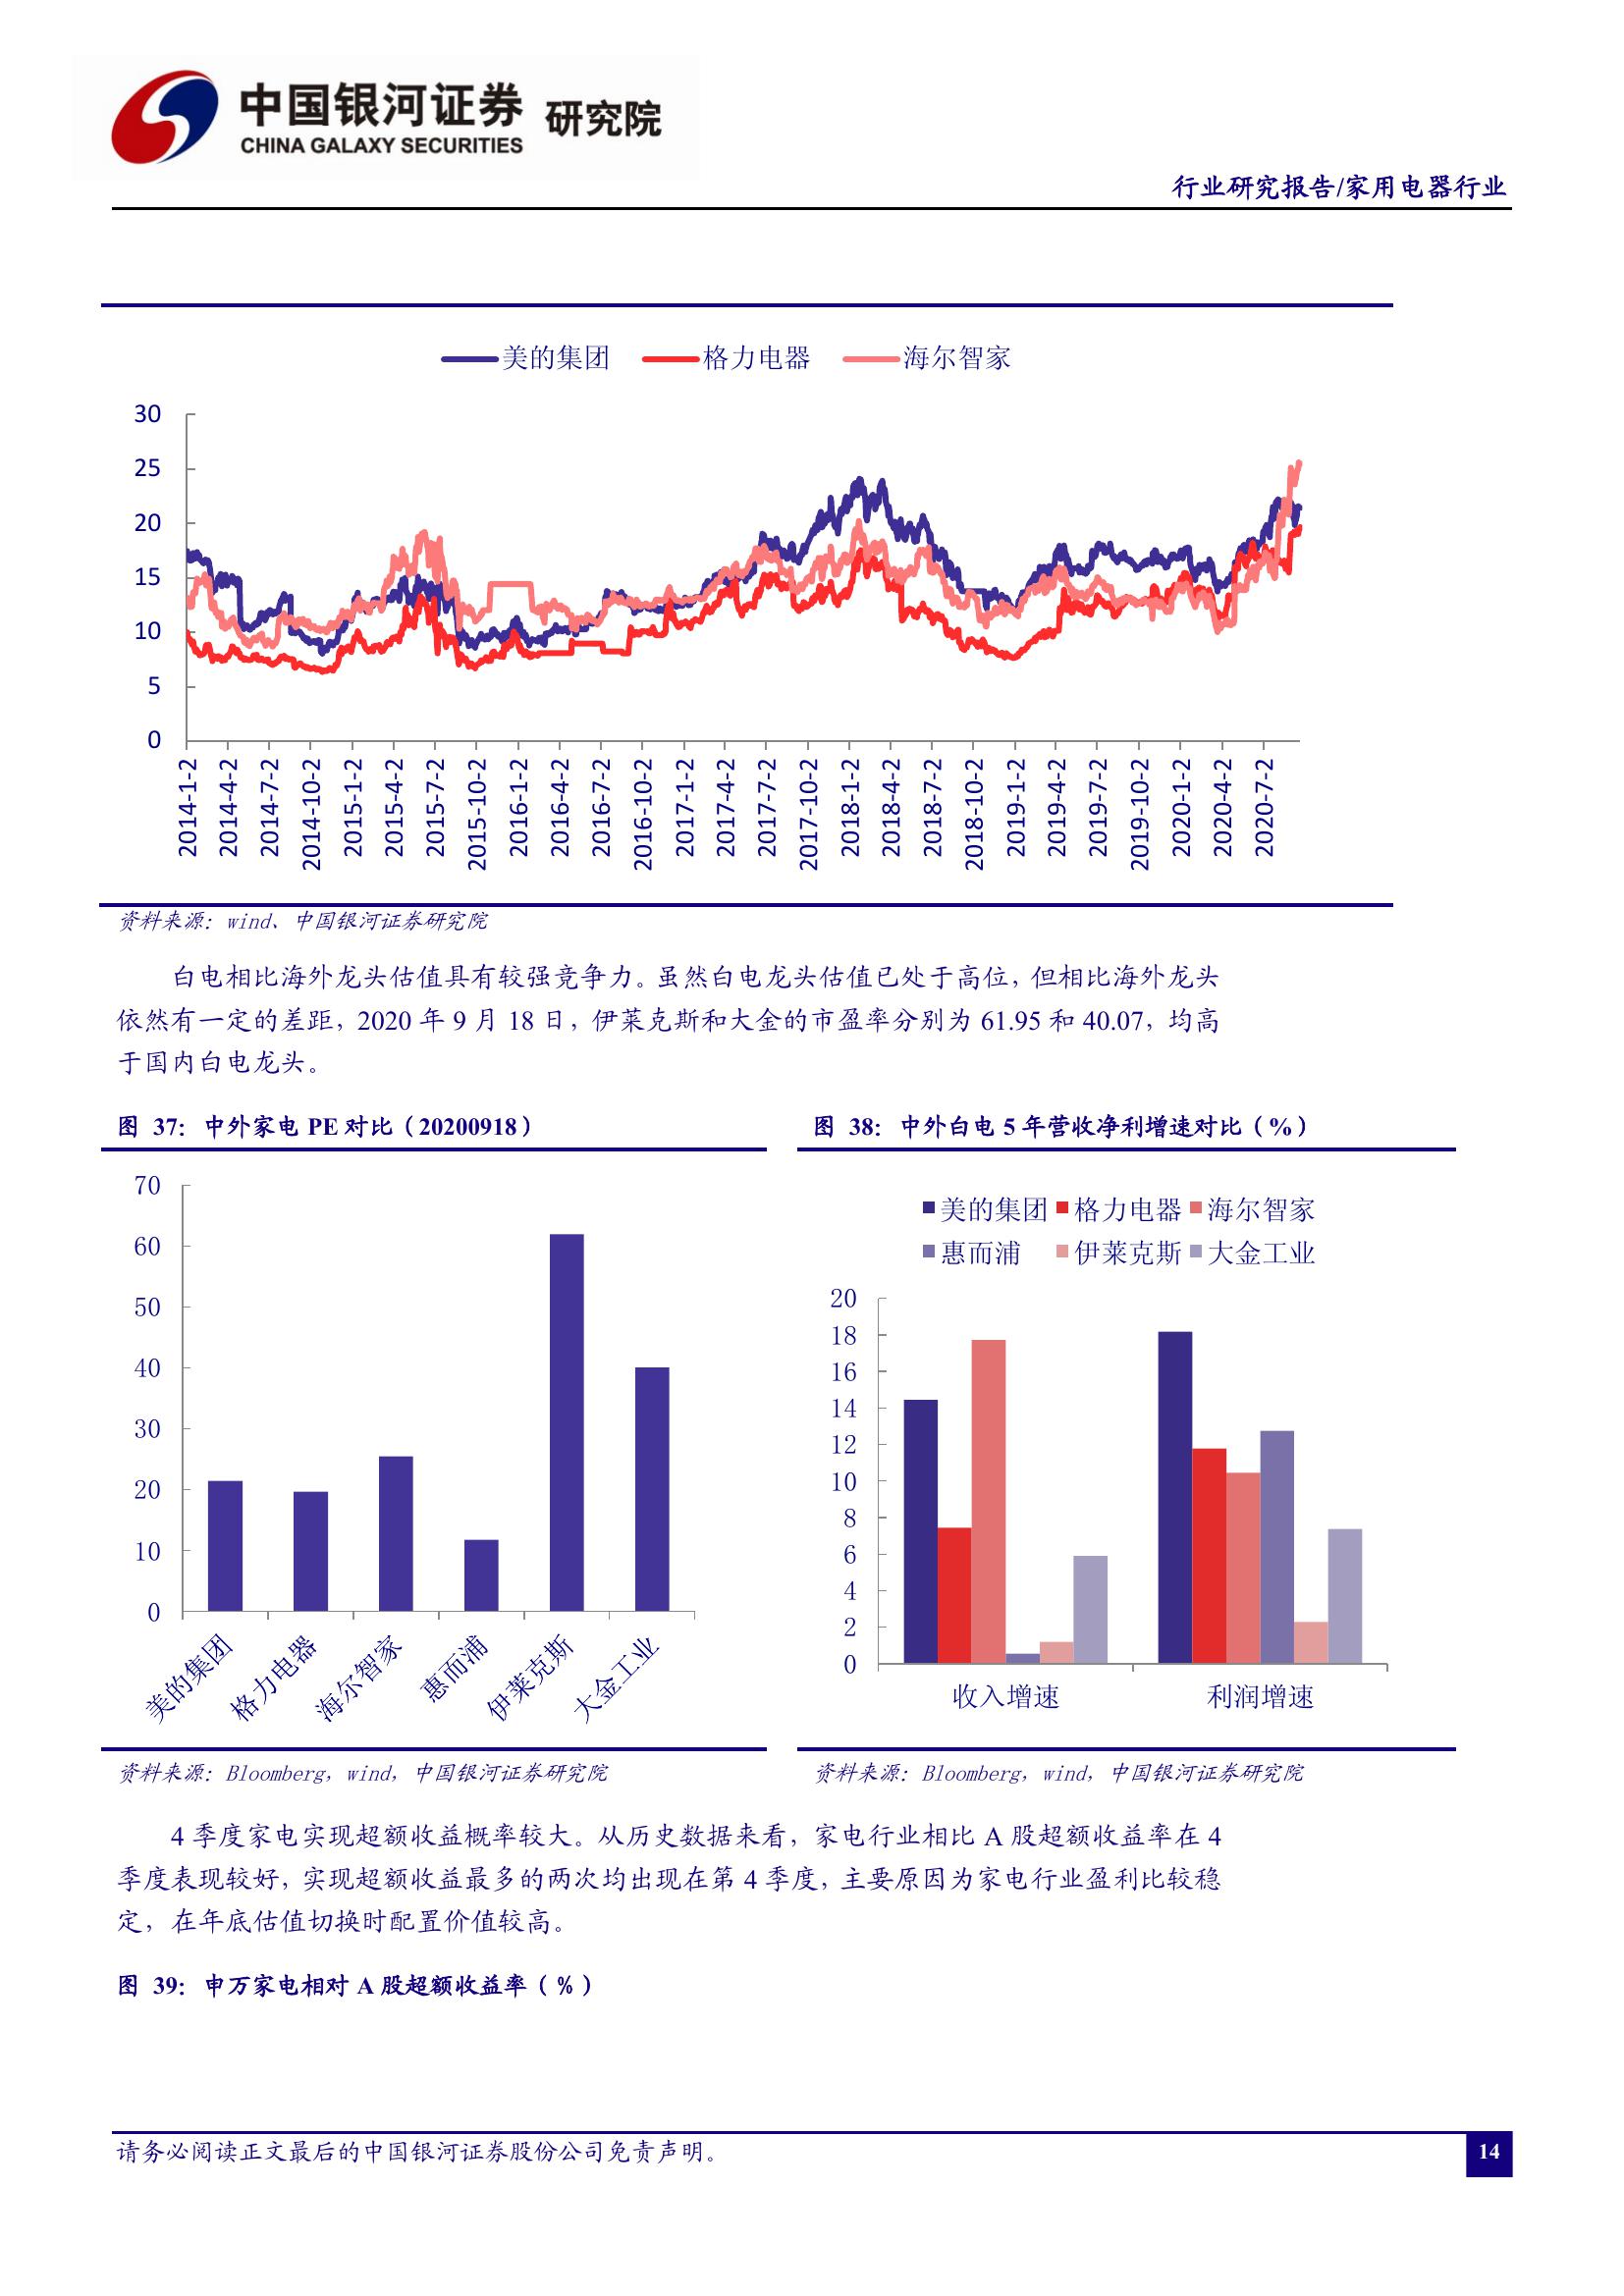 中国银河证券 研究院
CHINA GALAXY SECURITIES
行业研究报告/家用电器行业
美的集团 格力电器 海尔智家
30
25
20
15
10
5
0
2014-1-2 2014-4-2 2014-7-2 2014-10-2 2015-1-2 2015-4-2 2015-7-2 2015-10-2 2016-1-2 2016-4-2 2016-7-2 2016-10-2 2017-1-2 2017-4-2 2017-7-2 2017-10-2 2018-1-2 2018-4-2 2018-7-2 2018-10-2 2019-1-2 2019-4-2 2019-7-2 2019-10-2 2020-1-2 2020-4-2 2020-7-2
资料来源：wind、中国银河证券研究院
白电相比海外龙头估值具有较强竞争力。虽然白电龙头估值已处于高位，但相比海外龙头
依然有一定的差距，2020 年 9 月 18 日，伊莱克斯和大金的市盈率分别为 61.95 和 40.07，均高
于国内白电龙头。
图 37：中外家电 PE 对比（20200918）
70
60
50
40
30
20
10
0
美的集团 格力电器 海尔智家 惠而浦 伊莱克斯 大金工业
资料来源：Bloomberg，wind，中国银河证券研究院
图 38：中外白电 5 年营收净利增速对比（%）
美的集团 格力电器 海尔智家
惠而浦 伊莱克斯 大金工业
20
18
16
14
12
10
8
6
4
2
0
收入增速 利润增速
资料来源：Bloomberg，wind，中国银河证券研究院
4 季度家电实现超额收益概率较大。从历史数据来看，家电行业相比 A 股超额收益率在 4
季度表现较好，实现超额收益最多的两次均出现在第 4 季度，主要原因为家电行业盈利比较稳
定，在年底估值切换时配置价值较高。
图 39：申万家电相对 A 股超额收益率（%）
请务必阅读正文最后的中国银河证券股份公司免责声明。
14